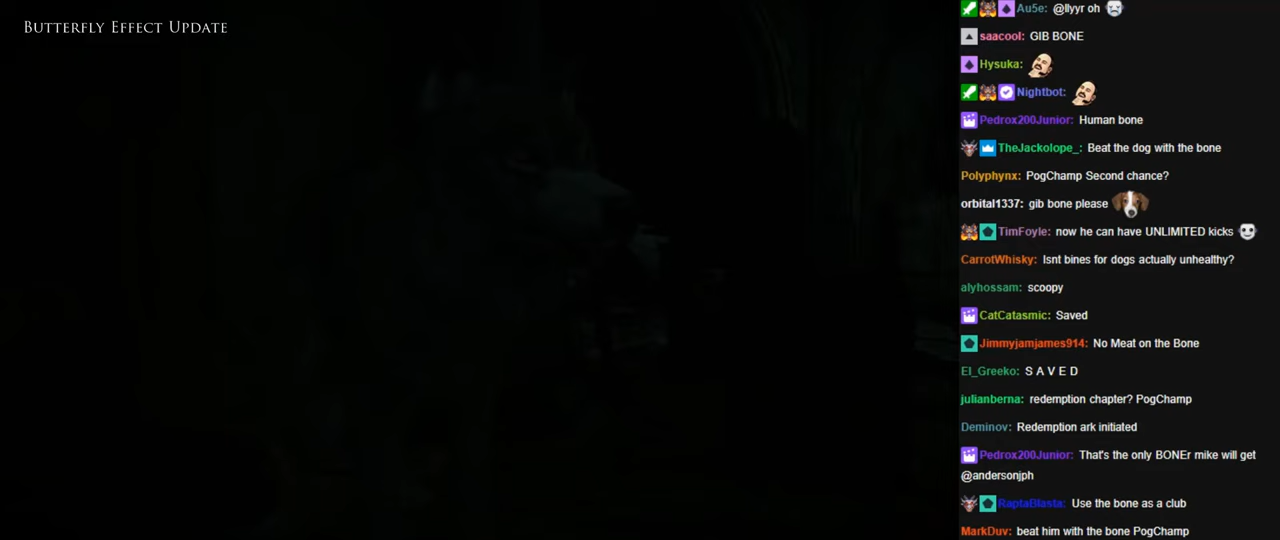 Butterfly Effect Update
Au5e: @llyyr oh
saacool: GIB BONE
Hysuka:
Nightbot:
Pedrox200Junior: Human bone
TheJackolope_: Beat the dog with the bone
Polyphynx: PogChamp Second chance?
orbital1337: gib bone please
TimFoyle: now he can have UNLIMITED kicks
CarrotWhisky: Isnt bines for dogs actually unhealthy?
alyhossam: scoopy
CatCatasmic: Saved
Jimmyjamjames914: No Meat on the Bone
El_Greeko: S A V E D
julianberna: redemption chapter? PogChamp
Deminov: Redemption ark initiated
Pedrox200Junior: That's the only BONEr mike will get
@andersonjph
RaptaBlasta: Use the bone as a club
MarkDuv: beat him with the bone PogChamp